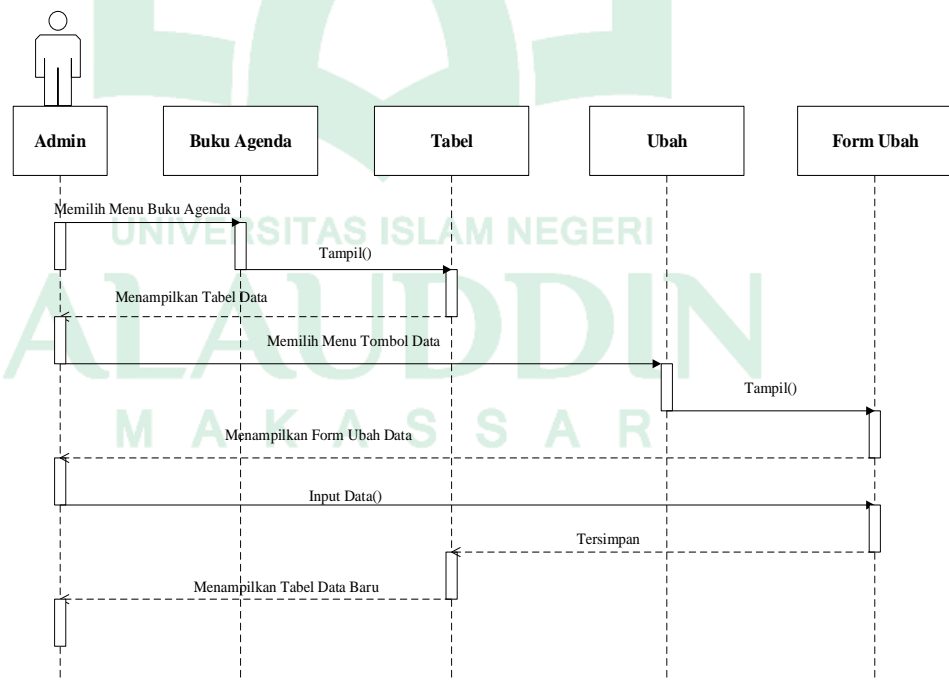 Admin
Buku Agenda
Tabel
Ubah
Form Ubah
Memilih Menu Buku Agenda
UNIVERSITAS ISLAM NEGERI
Tampil()
ALAUDDIN
Menampilkan Tabel Data
Memilih Menu Tombol Data
Tampil()
MAKASSAR
Menampilkan Form Ubah Data
Input Data()
Tersimpan
Menampilkan Tabel Data Baru